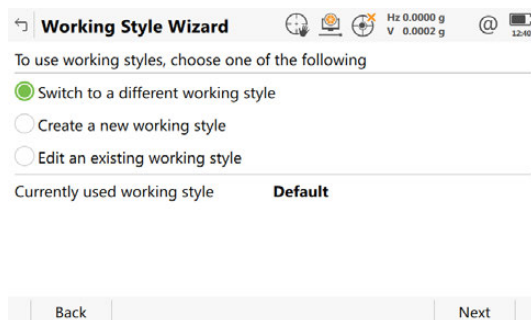 Working Style Wizard
Hz 0.0000 g
V 0.0002 g
@
12:40
To use working styles, choose one of the following
Switch to a different working style
Create a new working style
Edit an existing working style
Currently used working style Default
Back Next